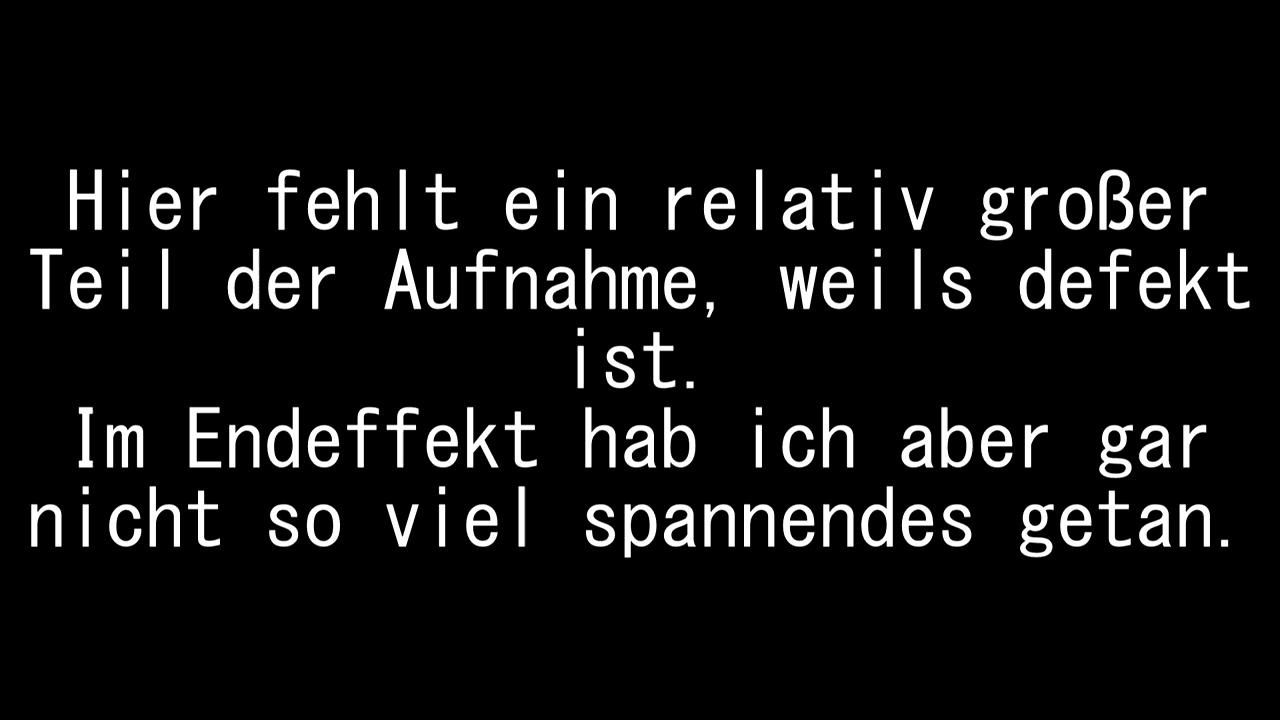 Hier fehlt ein relativ großer
Teil der Aufnahme, weils defekt
ist.
Im Endeffekt hab ich aber gar
nicht so viel spannendes getan.